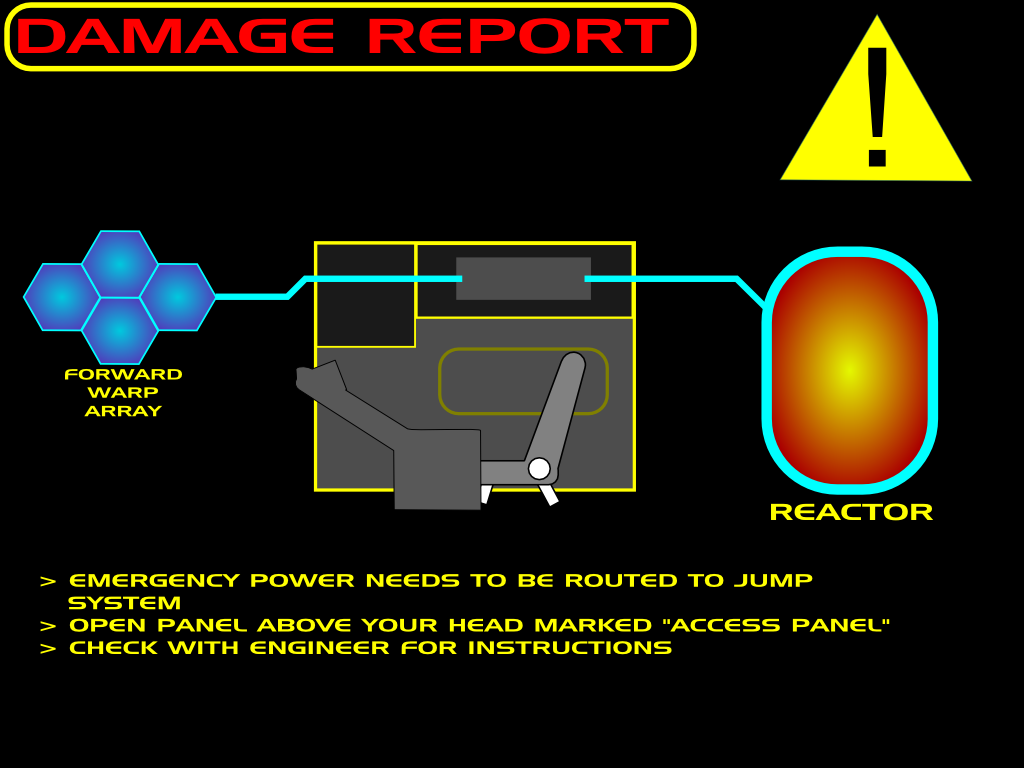 DAMAGE REPORT
!
FORWARD
WARP
ARRAY
REACTOR
> EMERGENCY POWER NEEDS TO BE ROUTED TO JUMP
SYSTEM
> OPEN PANEL ABOVE YOUR HEAD MARKED "ACCESS PANEL"
> CHECK WITH ENGINEER FOR INSTRUCTIONS